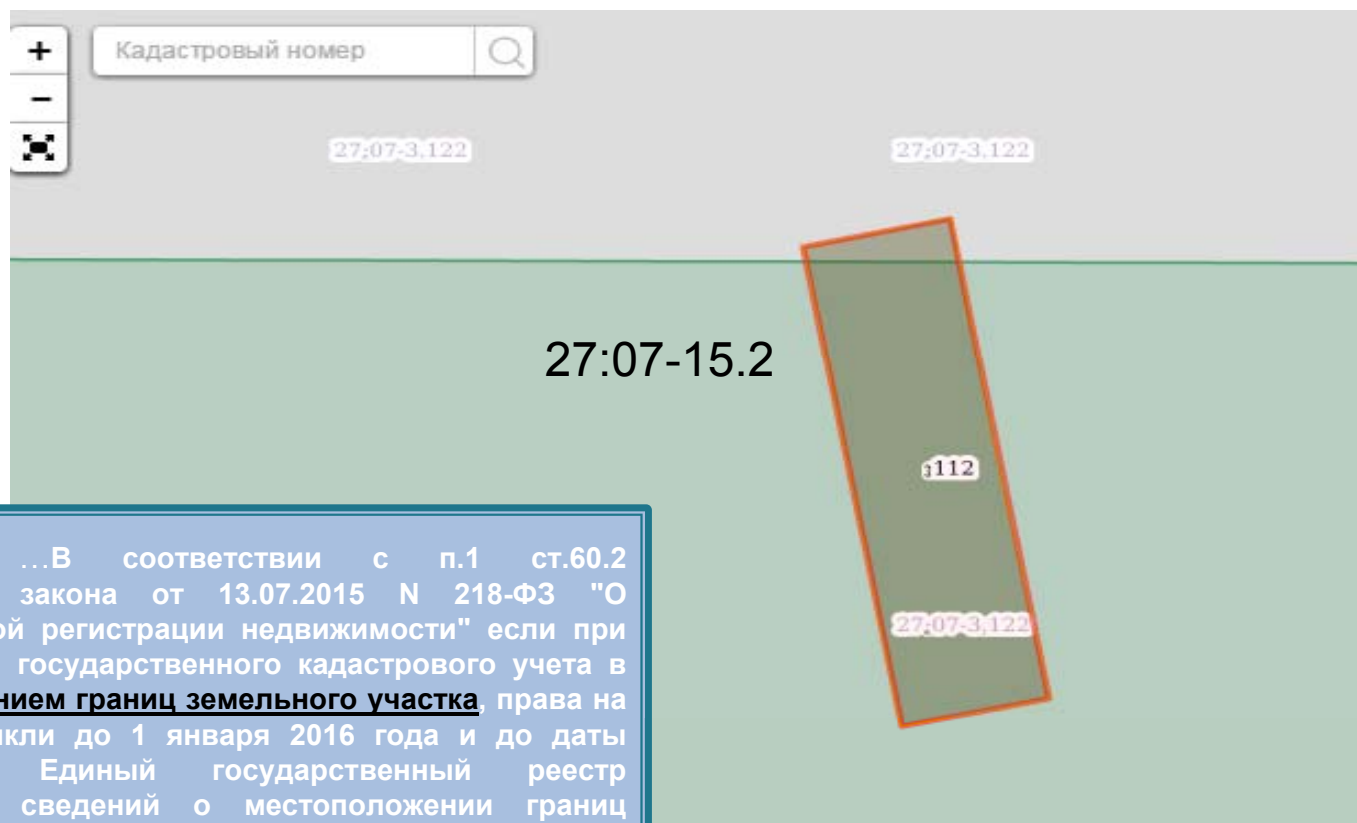 +
Кадастровый номер
–
27:07-3.122
27:07-3.122
27:07-15.2
:112
27:07-3.122
…В соответствии с п.1 ст.60.2
закона от 13.07.2015 N 218-ФЗ "О
ой регистрации недвижимости" если при
государственного кадастрового учета в
нием границ земельного участка, права на
икли до 1 января 2016 года и до даты
Единый государственный реестр
сведений о местоположении границ